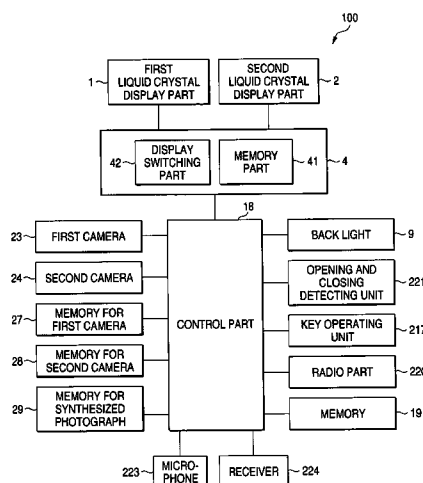 100
1
FIRST
LIQUID CRYSTAL
DISPLAY PART
SECOND
LIQUID CRYSTAL
DISPLAY PART
2
42
DISPLAY
SWITCHING
PART
MEMORY
PART
41
4
18
23
FIRST CAMERA
24
SECOND CAMERA
27
MEMORY FOR
FIRST CAMERA
28
MEMORY FOR
SECOND CAMERA
29
MEMORY FOR
SYNTHESIZED
PHOTOGRAPH
CONTROL PART
BACK LIGHT
9
OPENING AND
CLOSING
DETECTING UNIT
221
KEY OPERATING
UNIT
217
RADIO PART
220
MEMORY
19
223
MICRO-
PHONE
RECEIVER
224